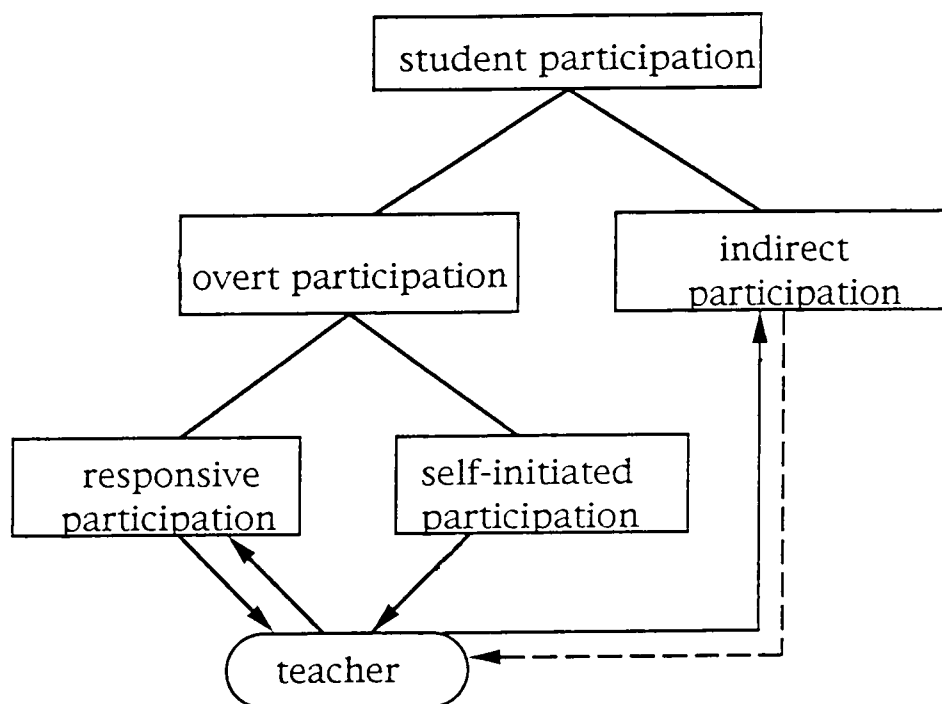 student participation
overt participation
indirect
participation
responsive
participation
self-initiated
participation
teacher